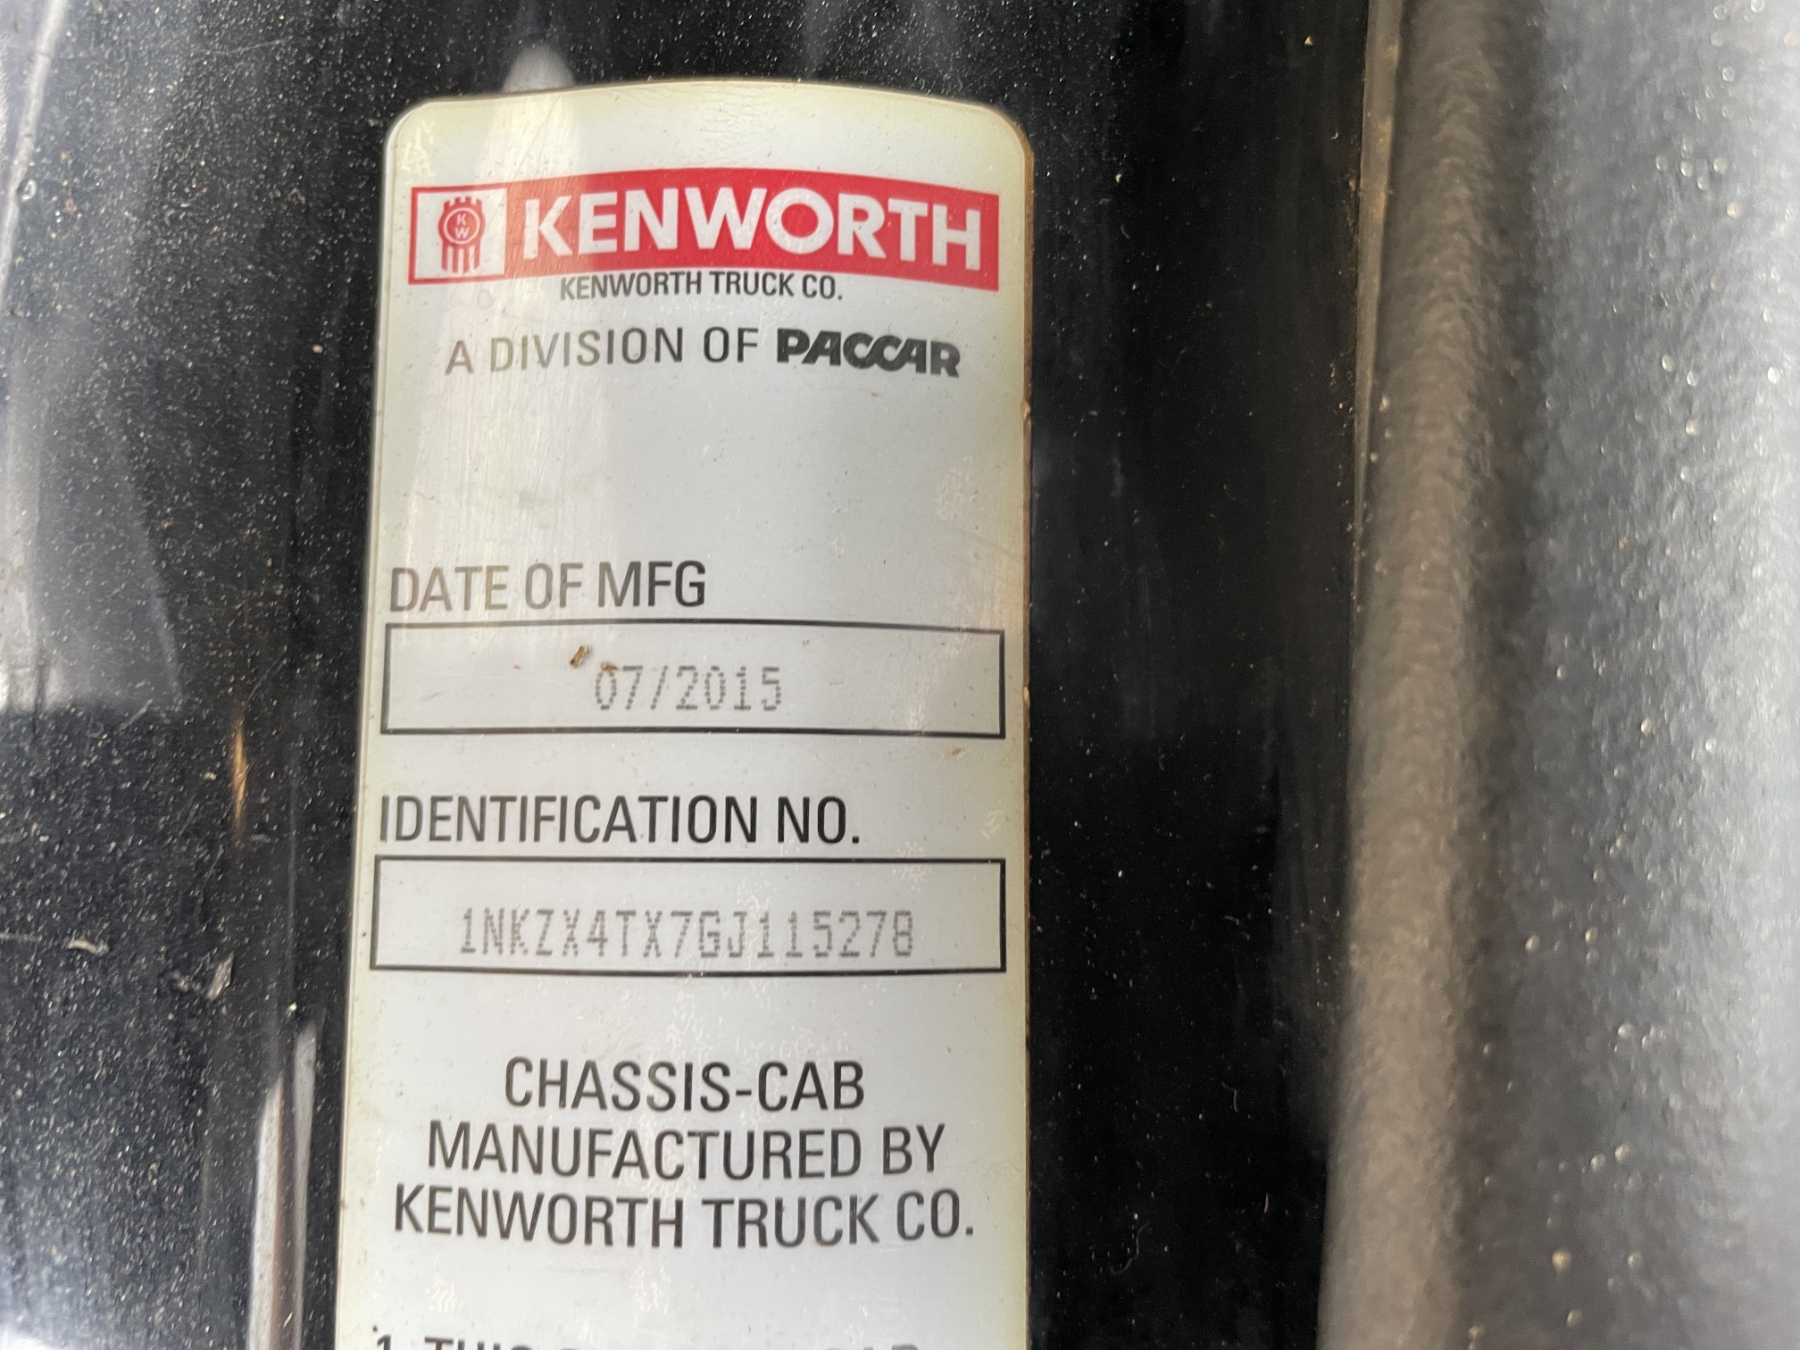 KW KENWORTH
KENWORTH TRUCK CO.
A DIVISION OF PACCAR
DATE OF MFG
07/2015
IDENTIFICATION NO.
1NKZX4TX7GJ115278
CHASSIS-CAB
MANUFACTURED BY
KENWORTH TRUCK CO.